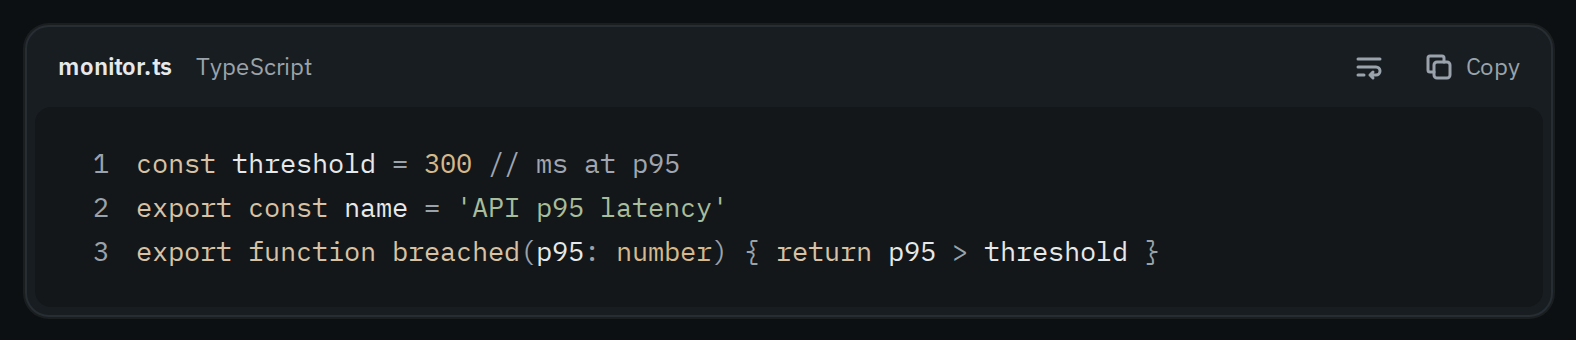 monitor.ts TypeScript Copy
1 const threshold = 300 // ms at p95
2 export const name = 'API p95 latency'
3 export function breached(p95: number) { return p95 > threshold }